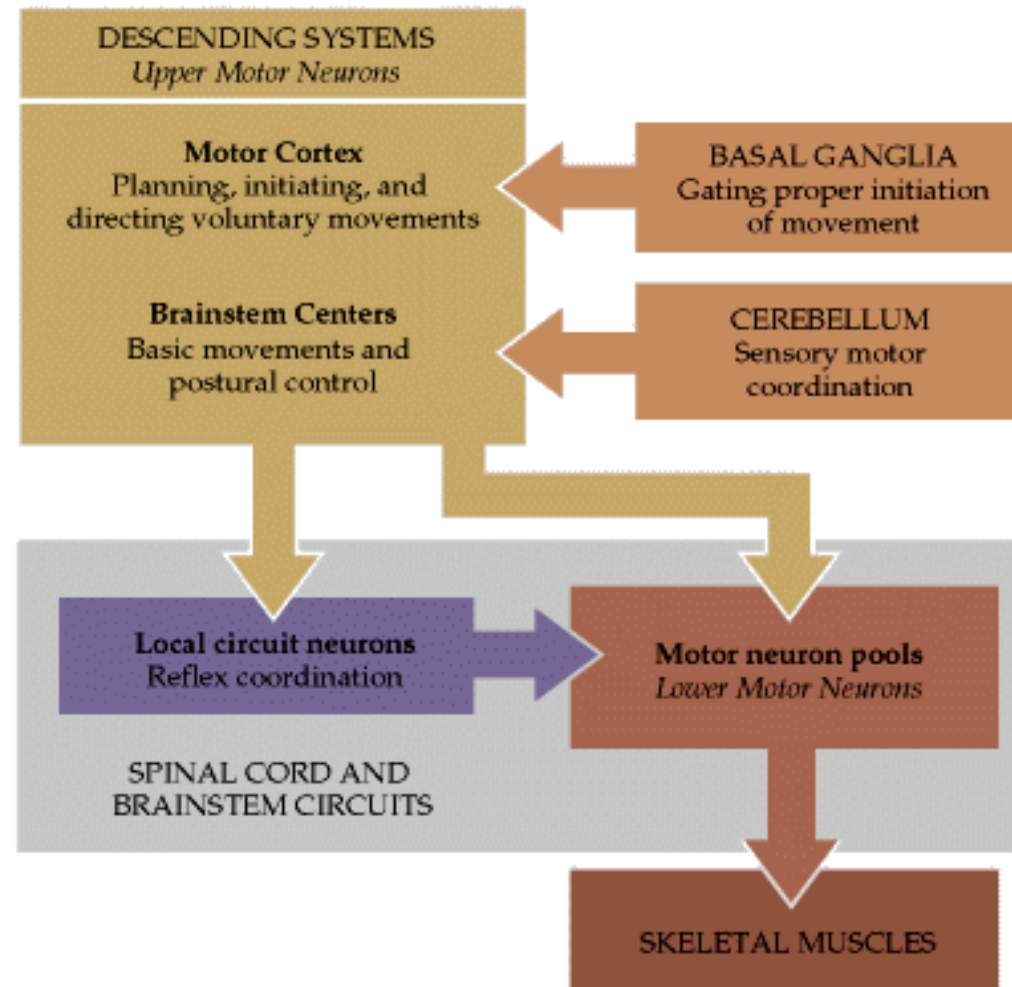 DESCENDING SYSTEMS
Upper Motor Neurons
Motor Cortex
Planning, initiating, and
directing voluntary movements
Brainstem Centers
Basic movements and
postural control
BASAL GANGLIA
Gating proper initiation
of movement
CEREBELLUM
Sensory motor
coordination
Local circuit neurons
Reflex coordination
Motor neuron pools
Lower Motor Neurons
SPINAL CORD AND
BRAINSTEM CIRCUITS
SKELETAL MUSCLES